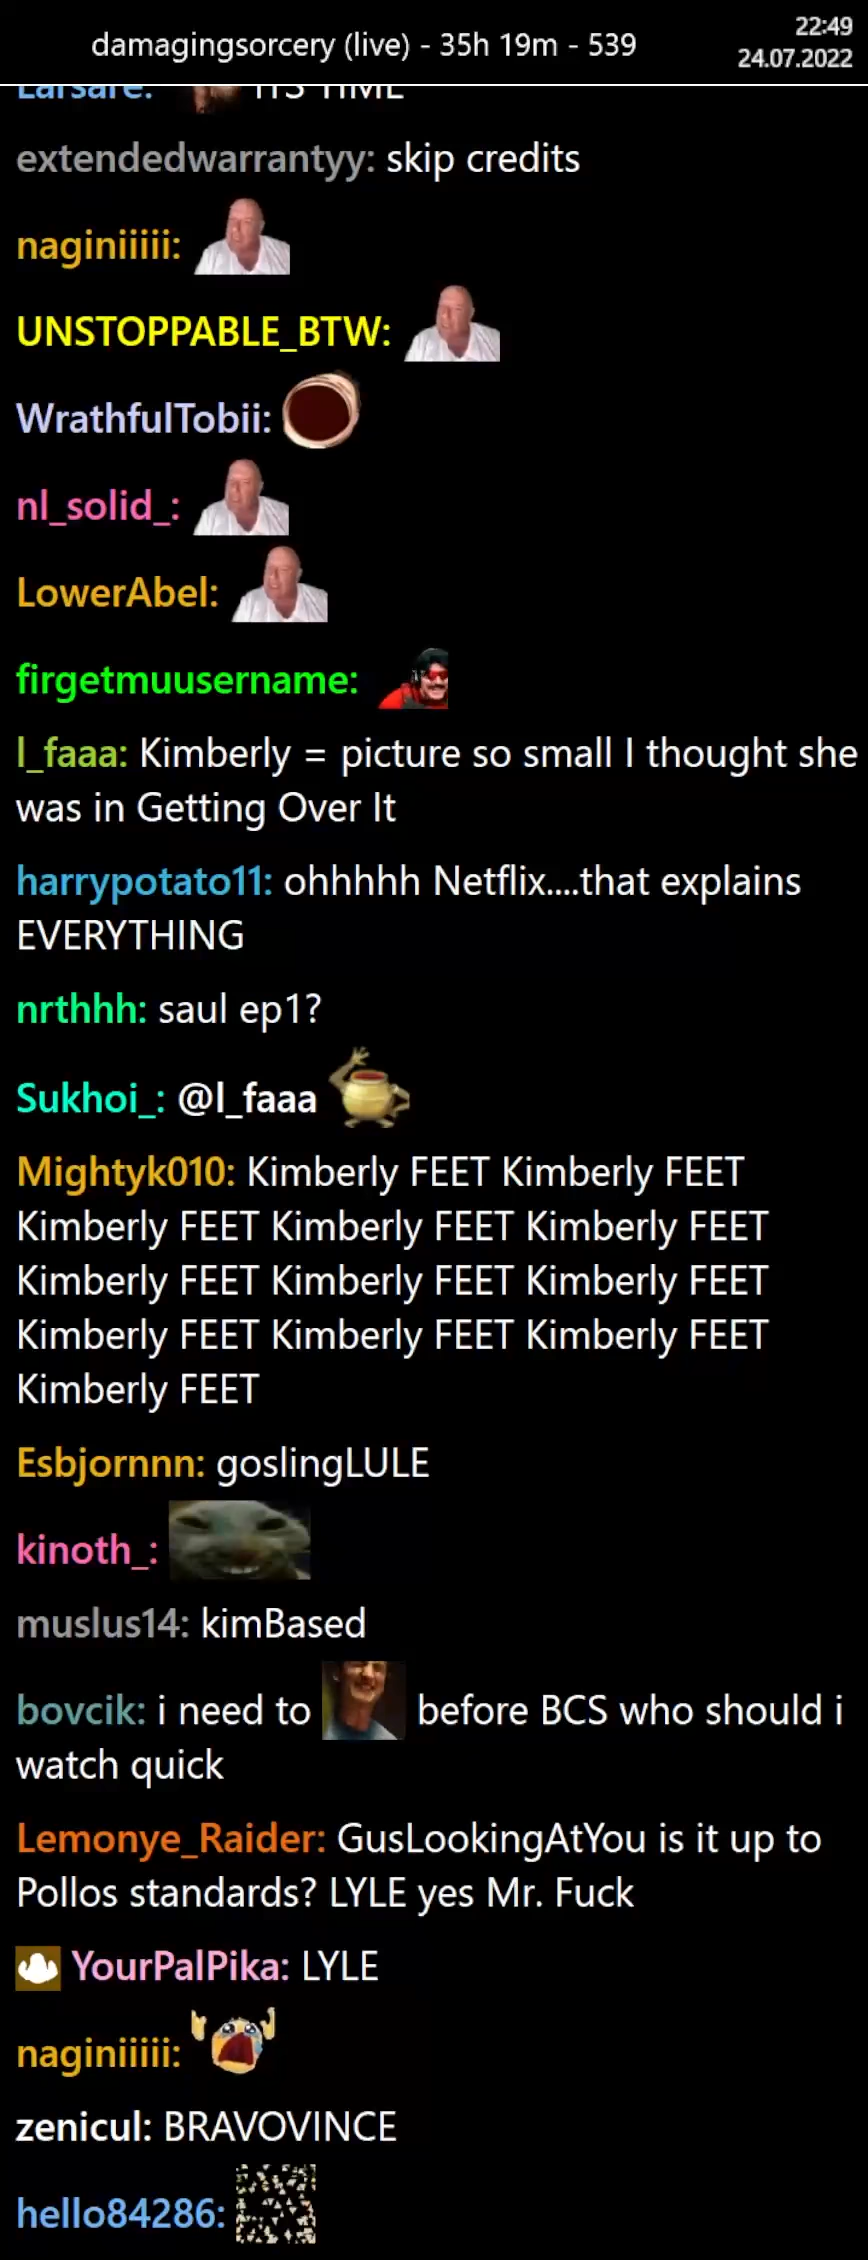 damagingsorcery (live) - 35h 19m - 539
22:49
24.07.2022
Larsare: ITS TIME
extendedwarrantyy: skip credits
naginiiiii:
UNSTOPPABLE_BTW:
WrathfulTobii:
nl_solid_:
LowerAbel:
firgetmuusername:
l_faaa: Kimberly = picture so small I thought she
was in Getting Over It
harrypotato11: ohhhhh Netflix....that explains
EVERYTHING
nrthhh: saul ep1?
Sukhoi_: @l_faaa
Mightyk010: Kimberly FEET Kimberly FEET
Kimberly FEET Kimberly FEET Kimberly FEET
Kimberly FEET Kimberly FEET Kimberly FEET
Kimberly FEET Kimberly FEET Kimberly FEET
Kimberly FEET
Esbjornnn: goslingLULE
kinoth_:
muslus14: kimBased
bovcik: i need to before BCS who should i
watch quick
Lemonye_Raider: GusLookingAtYou is it up to
Pollos standards? LYLE yes Mr. Fuck
YourPalPika: LYLE
naginiiiii:
zenicul: BRAVOVINCE
hello84286: